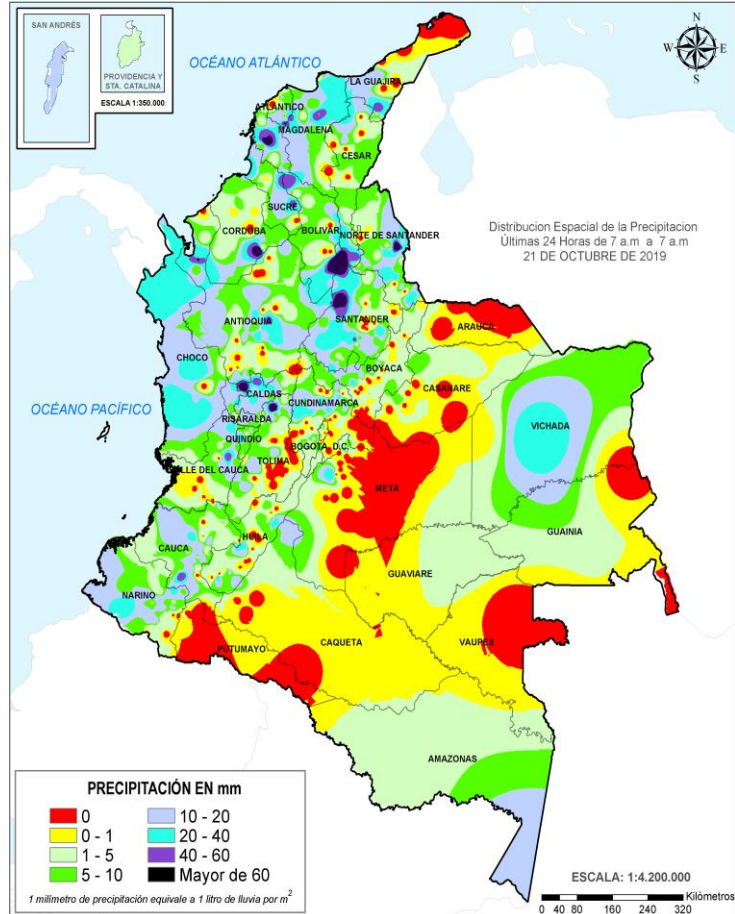 SAN ANDRÉS
PROVIDENCIA Y
STA. CATALINA
ESCALA 1:350.000
OCÉANO ATLÁNTICO
N
W
E
S
LA GUAJIRA
ATLANTICO
MAGDALENA
CESAR
SUCRE
CORDOBA
BOLIVAR
NORTE DE SANTANDER
Distribucion Espacial de la Precipitacion
Últimas 24 Horas de 7 a.m a 7 a.m
21 DE OCTUBRE DE 2019
ANTIOQUIA
SANTANDER
ARAUCA
CHOCO
BOYACA
CASANARE
OCÉANO PACÍFICO
CALDAS
CUNDINAMARCA
RISARALDA
VICHADA
QUINDIO
BOGOTA, D.C.
TOLIMA
VALLE DEL CAUCA
META
GUAINIA
CAUCA
HUILA
GUAVIARE
NARINO
PUTUMAYO
CAQUETA
VAUPES
AMAZONAS
PRECIPITACIÓN EN mm
0
10 - 20
0 - 1
20 - 40
1 - 5
40 - 60
5 - 10
Mayor de 60
1 milímetro de precipitación equivale a 1 litro de lluvia por m²
ESCALA: 1:4.200.000
Kilómetros
0 40 80 160 240 320